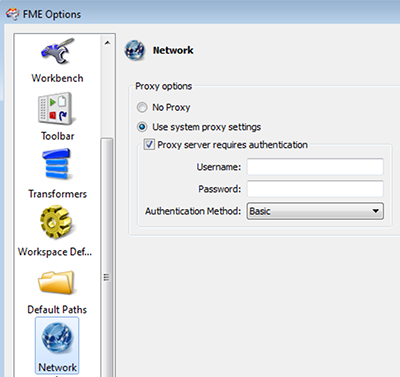 FME Options
Workbench
Toolbar
Transformers
Workspace Def...
Default Paths
Network
Network
Proxy options
No Proxy
Use system proxy settings
Proxy server requires authentication
Username:
Password:
Authentication Method: Basic